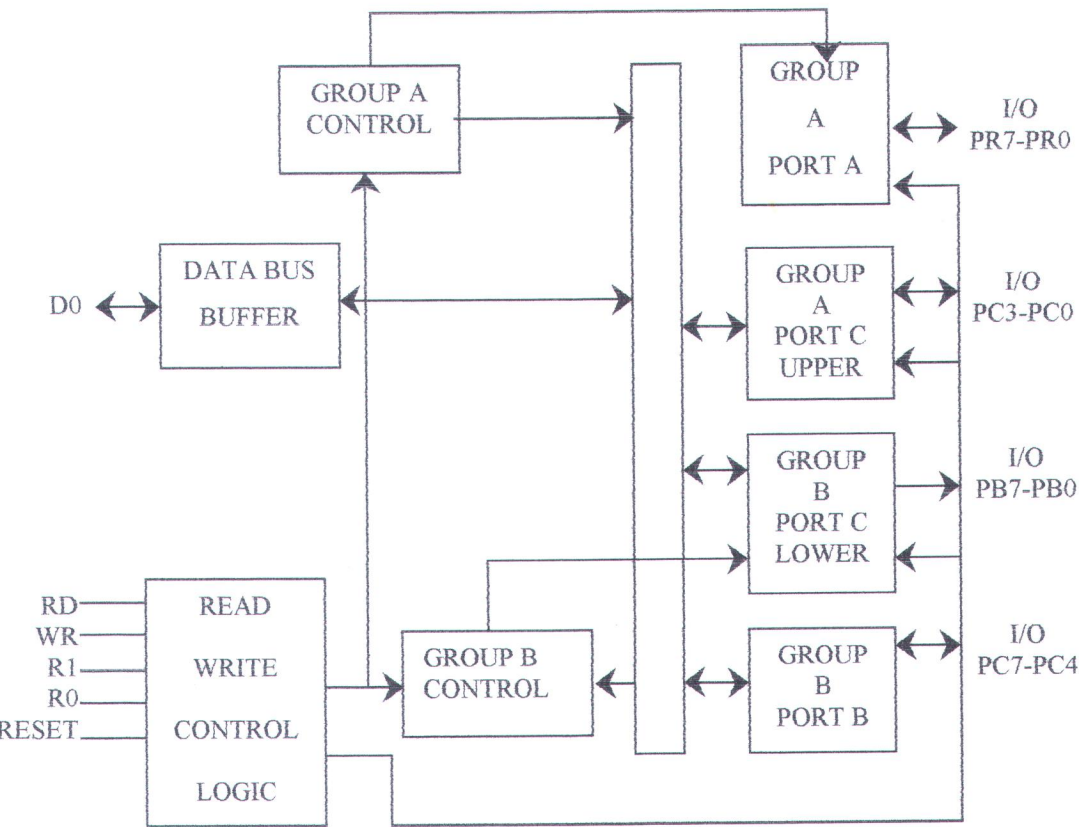 GROUP A
CONTROL
GROUP
A
PORT A
I/O
PR7-PR0
DATA BUS
BUFFER
D0
GROUP
A
PORT C
UPPER
I/O
PC3-PC0
GROUP
B
PORT C
LOWER
I/O
PB7-PB0
RD
WR
R1
R0
RESET
READ
WRITE
CONTROL
LOGIC
GROUP B
CONTROL
GROUP
B
PORT B
I/O
PC7-PC4